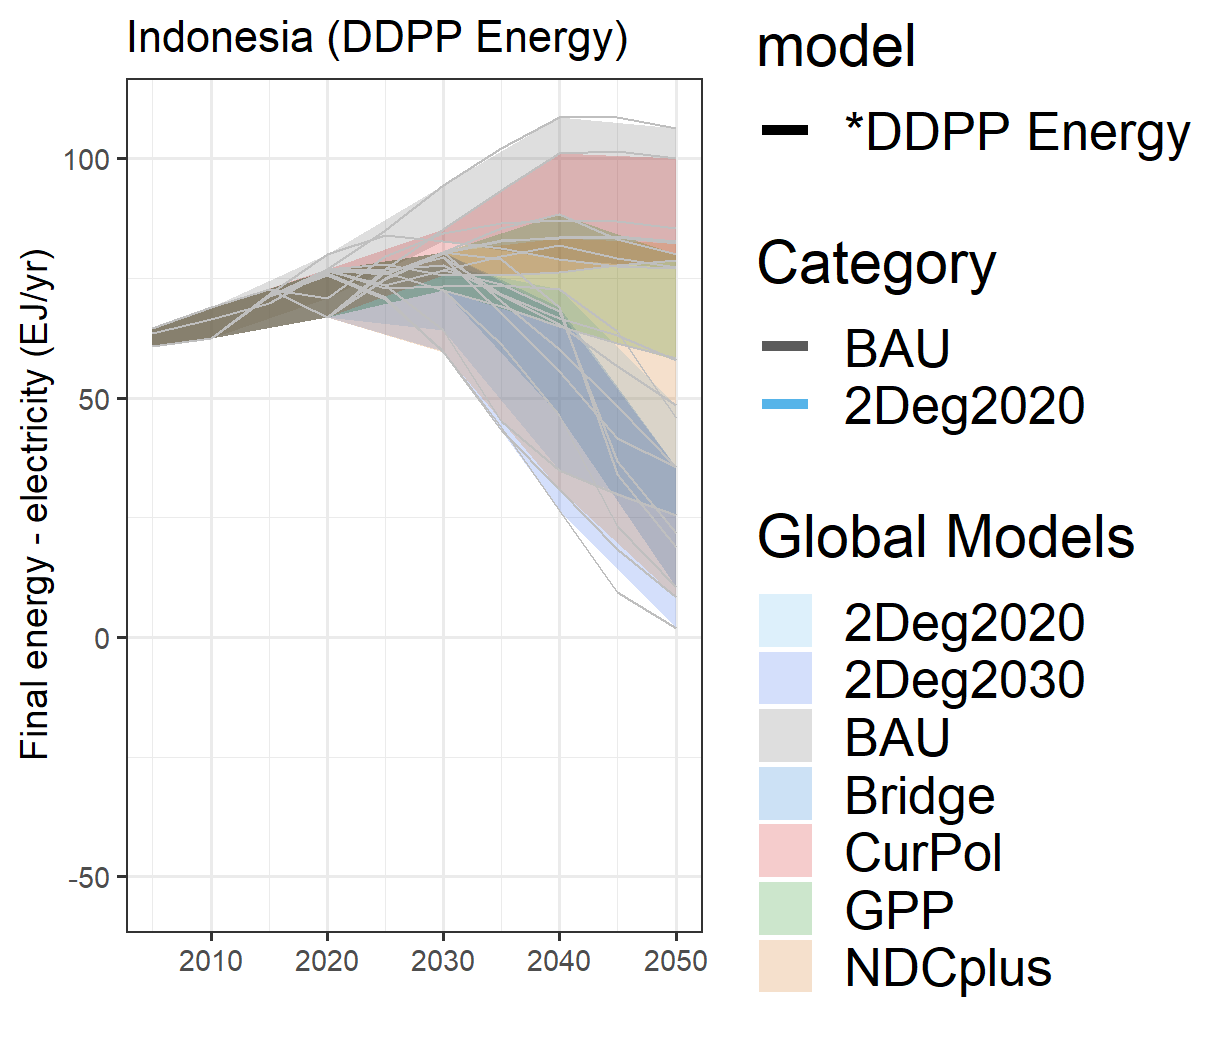 Indonesia (DDPP Energy)
Final energy - electricity (EJ/yr)
100
50
0
-50
2010
2020
2030
2040
2050
model
*DDPP Energy
Category
BAU
2Deg2020
Global Models
2Deg2020
2Deg2030
BAU
Bridge
CurPol
GPP
NDCplus